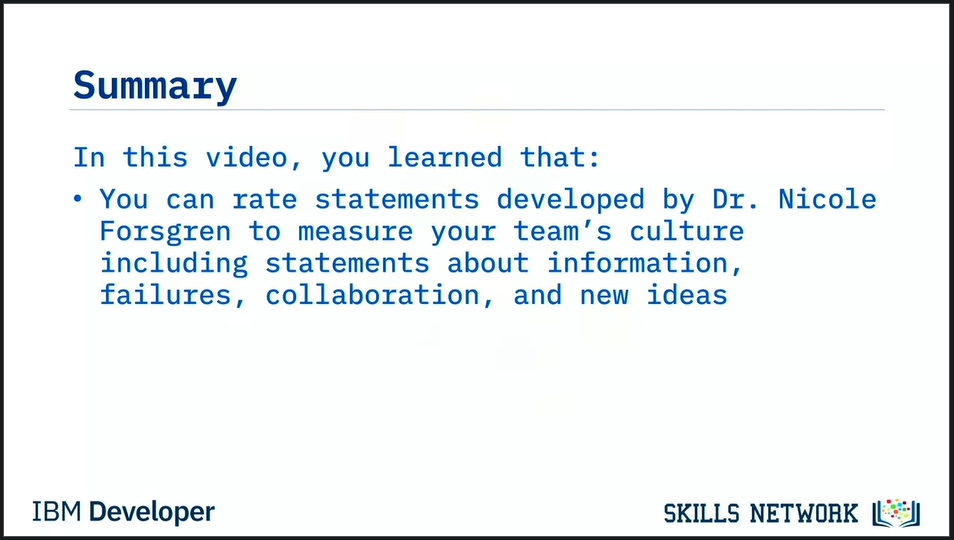 Summary
In this video, you learned that:
• You can rate statements developed by Dr. Nicole
Forsgren to measure your team’s culture
including statements about information,
failures, collaboration, and new ideas
IBM Developer
SKILLS NETWORK